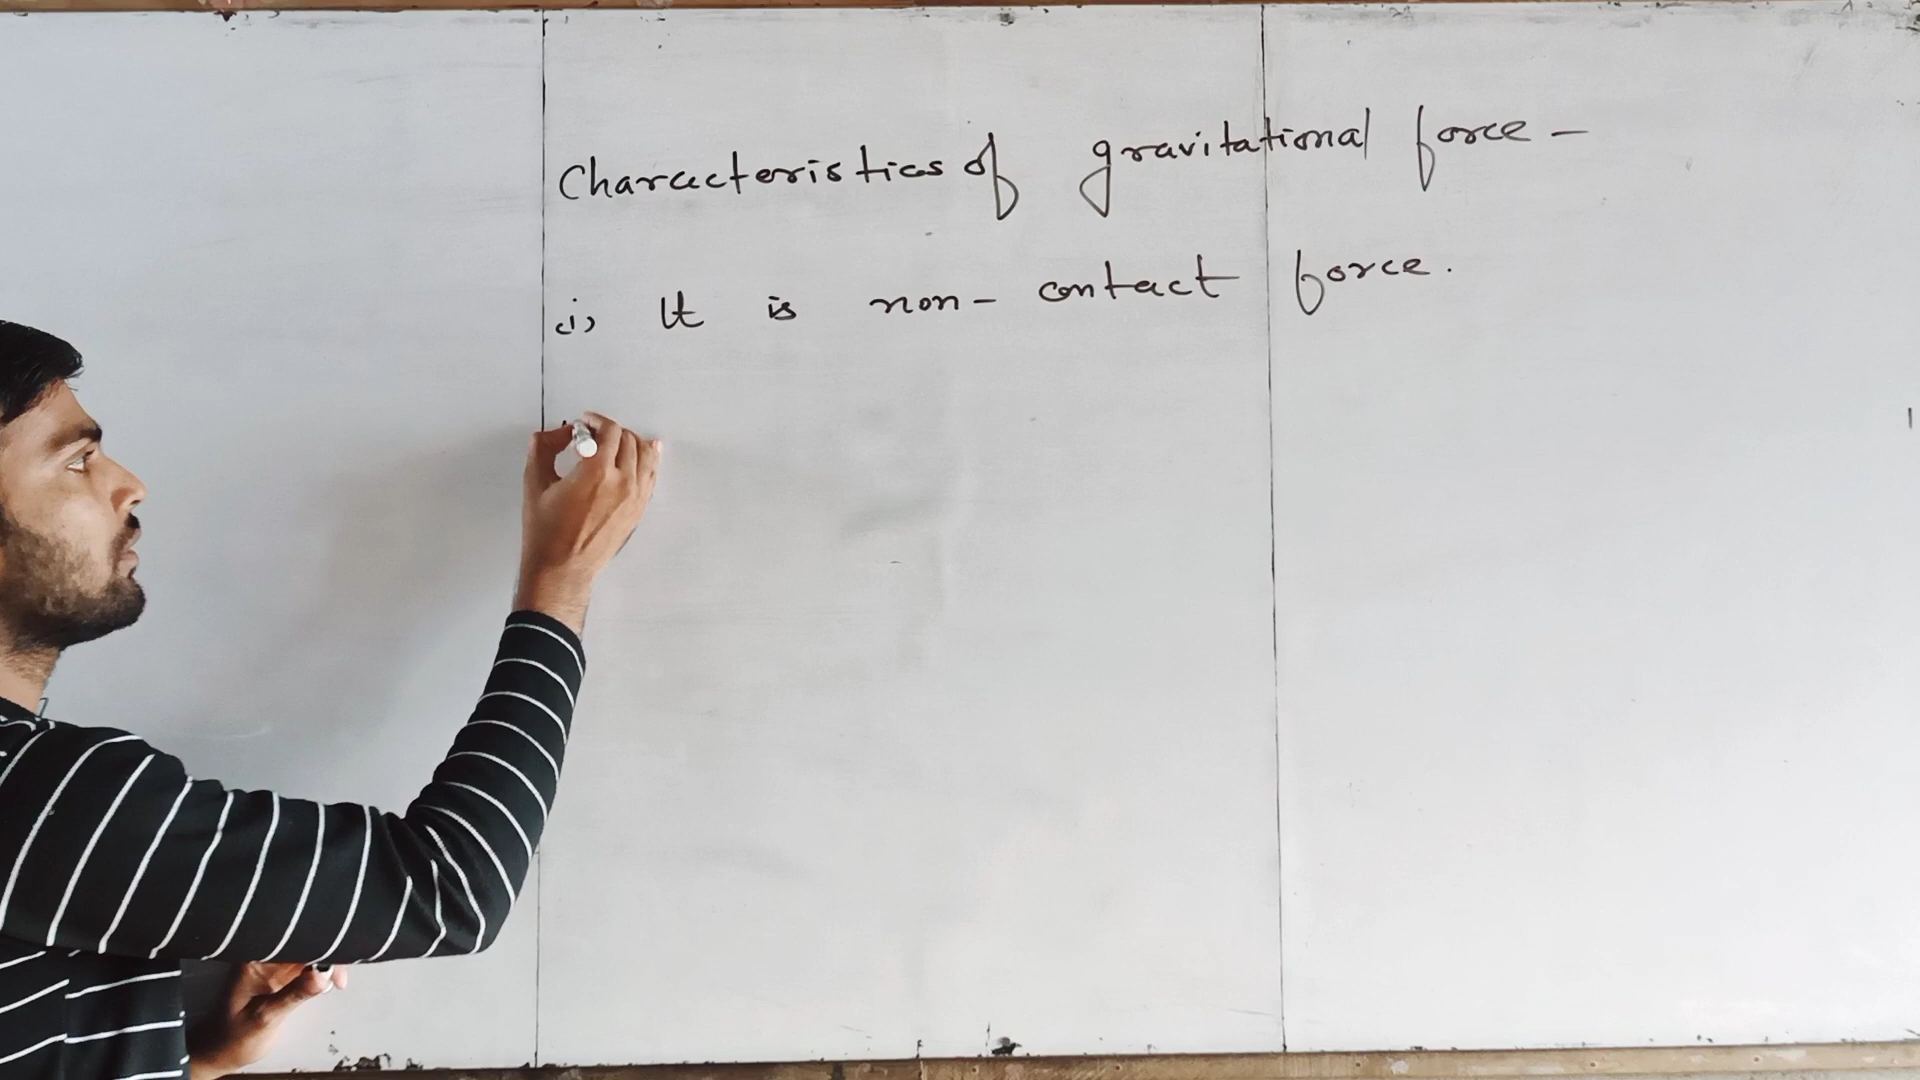 Characteristics of gravitational force -
(i) It is non-contact force.